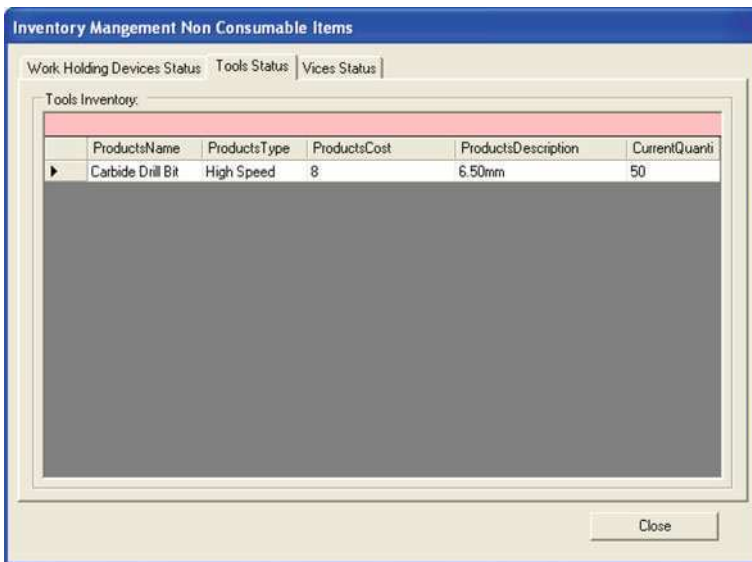 Inventory Mangement Non Consumable Items
Work Holding Devices Status Tools Status Vices Status
Tools Inventory:
ProductsName ProductsType ProductsCost ProductsDescription CurrentQuanti
Carbide Drill Bit High Speed 8 6.50mm 50
Close